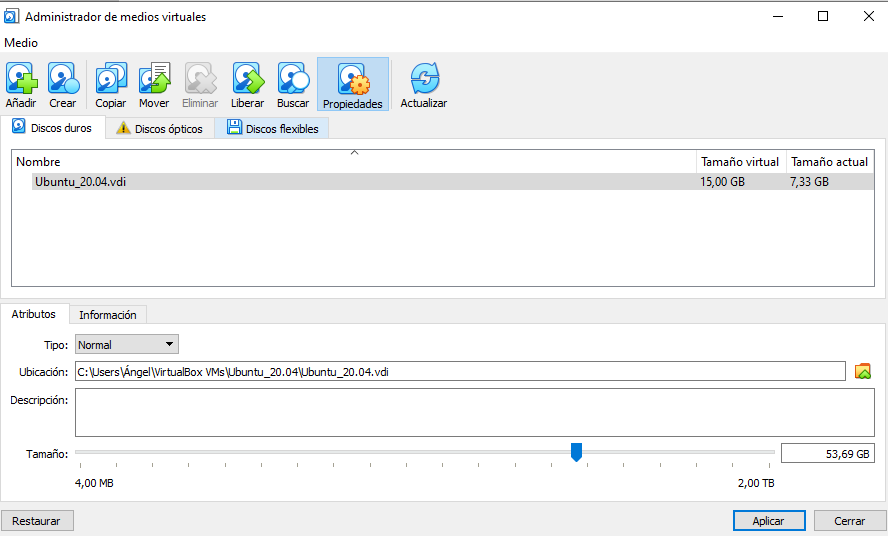 Administrador de medios virtuales
Medio
Añadir Crear Copiar Mover Eliminar Liberar Buscar Propiedades Actualizar
Discos duros Discos ópticos Discos flexibles
Nombre Tamaño virtual Tamaño actual
Ubuntu_20.04.vdi 15,00 GB 7,33 GB
Atributos Información
Tipo: Normal
Ubicación: C:\Users\Ángel\VirtualBox VMs\Ubuntu_20.04\Ubuntu_20.04.vdi
Descripción:
Tamaño: 53,69 GB
4,00 MB 2,00 TB
Restaurar Aplicar Cerrar